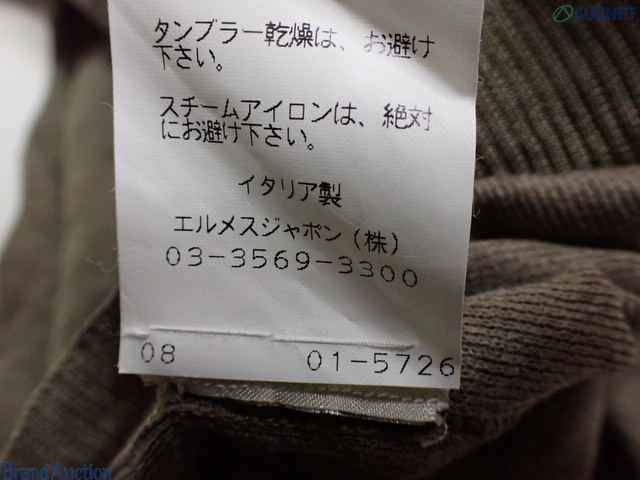 AUCNET
タンブラー乾燥は、お避け
下さい。
スチームアイロンは、絶対
にお避け下さい。
イタリア製
エルメスジャポン(株)
03-3569-3300
08 01-5726
Brand Auction